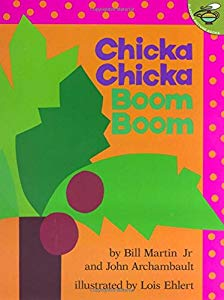 Chicka
Chicka
Boom
Boom
by Bill Martin Jr
and John Archambault
illustrated by Lois Ehlert